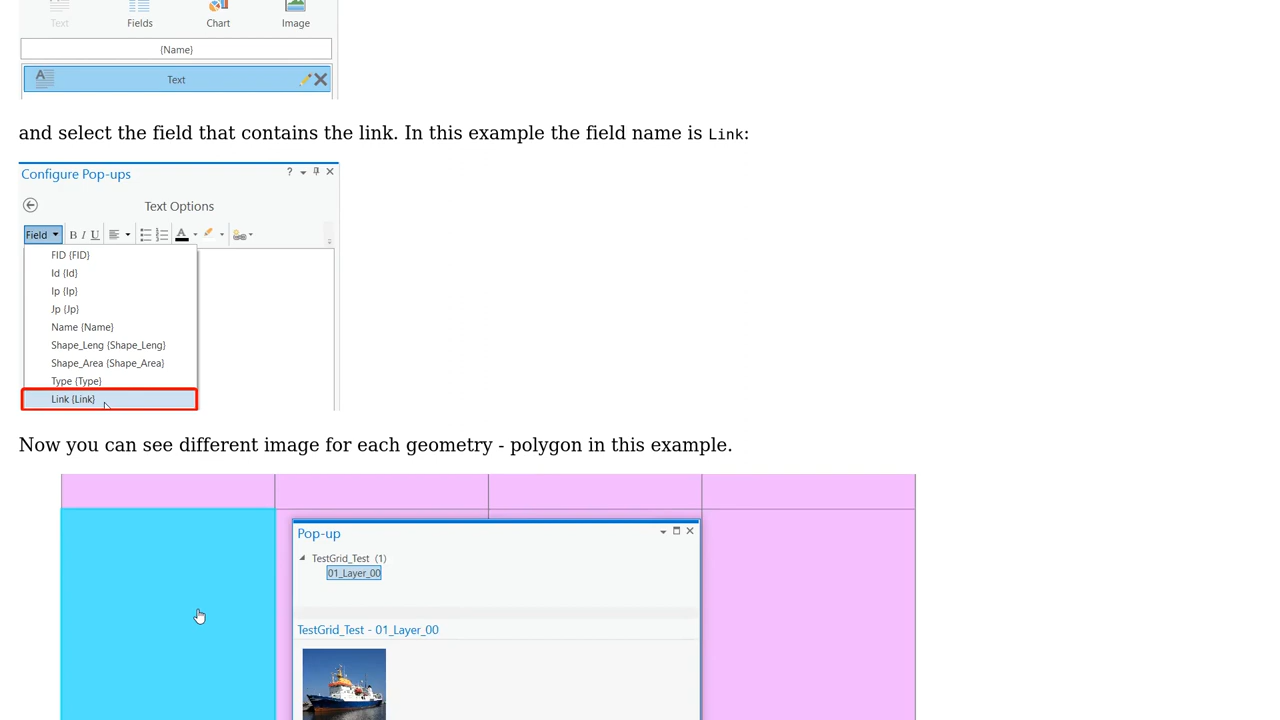 Text Fields Chart Image
{Name}
Text
and select the field that contains the link. In this example the field name is Link:
Configure Pop-ups ?
Text Options
Field B I U A
FID {FID}
Id {Id}
Ip {Ip}
Jp {Jp}
Name {Name}
Shape_Leng {Shape_Leng}
Shape_Area {Shape_Area}
Type {Type}
Link {Link}
Now you can see different image for each geometry - polygon in this example.
Pop-up
TestGrid_Test (1)
01_Layer_00
TestGrid_Test - 01_Layer_00